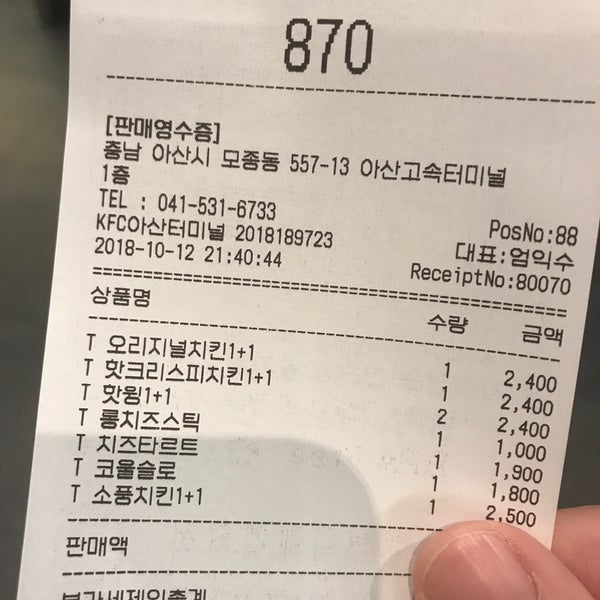 870
[판매영수증]
충남 아산시 모종동 557-13 아산고속터미널
1층
TEL : 041-531-6733 PosNo:88
KFC아산터미널 2018189723 대표:엄익수
2018-10-12 21:40:44 ReceiptNo:80070
상품명 수량 금액
T 오리지널치킨1+1 1 2,400
T 핫크리스피치킨1+1 1 2,400
T 핫윙1+1 2 2,400
T 롱치즈스틱 1 1,000
T 치즈타르트 1 1,900
T 코울슬로 1 1,800
T 소풍치킨1+1 1 2,500
판매액